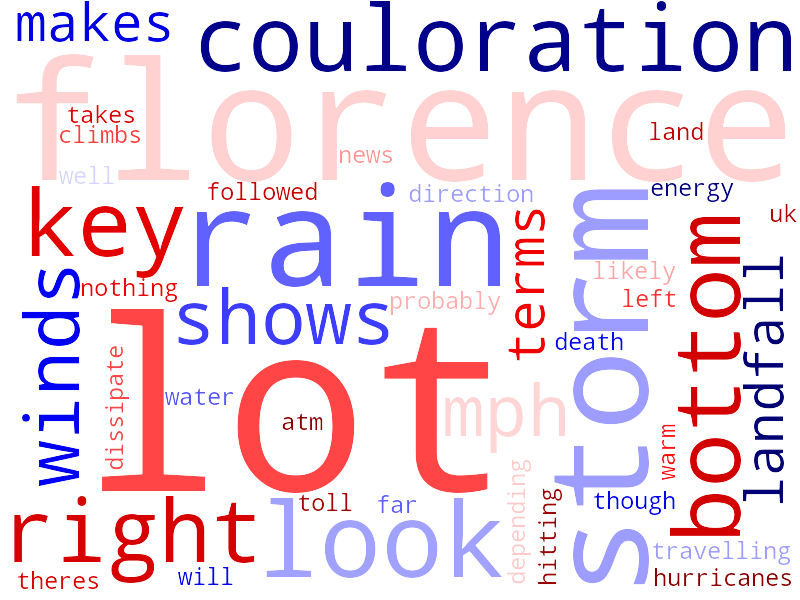 makes
couloration
florence
takes
climbs
land
news
well
followed
direction
energy
uk
key
rain
storm
terms
bottom
likely
left
landfall
winds
nothing
shows
probably
death
lot
dissipate
water
atm
mph
warm
right
toll
look
far
depending
hitting
though
travelling
theres
will
hurricanes